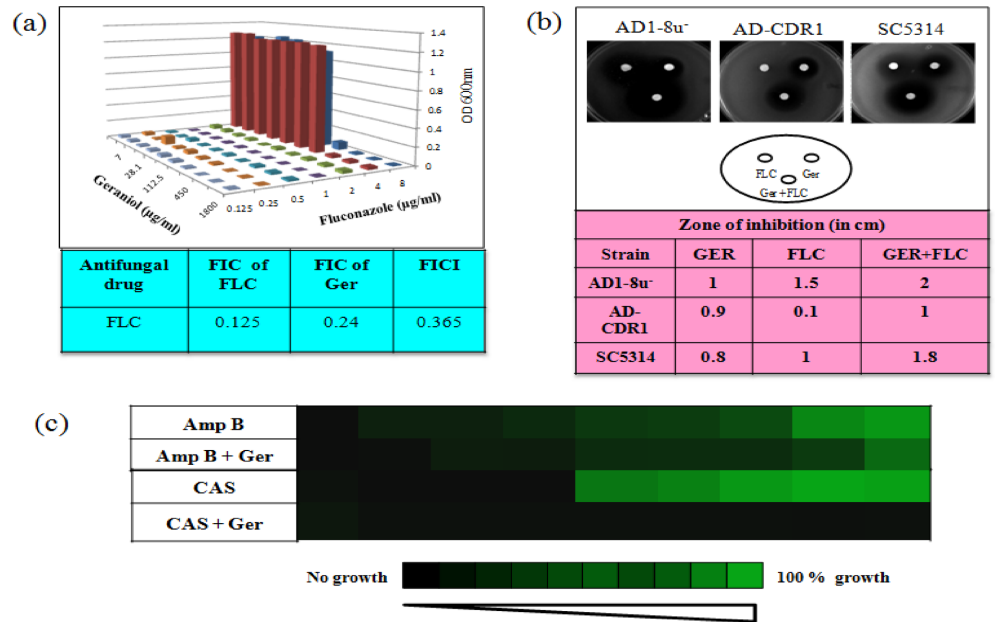 (a)
1.4
1.2
1
0.8
0.6
0.4
0.2
0
OD 600nm
7
28.1
112.5
450
1800
Geraniol (µg/ml)
0.125
0.25
0.5
1
2
4
8
Fluconazole (µg/ml)
Antifungal drug
FIC of FLC
FIC of Ger
FICI
FLC
0.125
0.24
0.365
(b)
AD1-8u-
AD-CDR1
SC5314
FLC
Ger
Ger+FLC
Zone of inhibition (in cm)
Strain GER FLC GER+FLC
AD1-8u- 1 1.5 2
AD-CDR1 0.9 0.1 1
SC5314 0.8 1 1.8
(c)
Amp B
Amp B + Ger
CAS
CAS + Ger
No growth
100 % growth